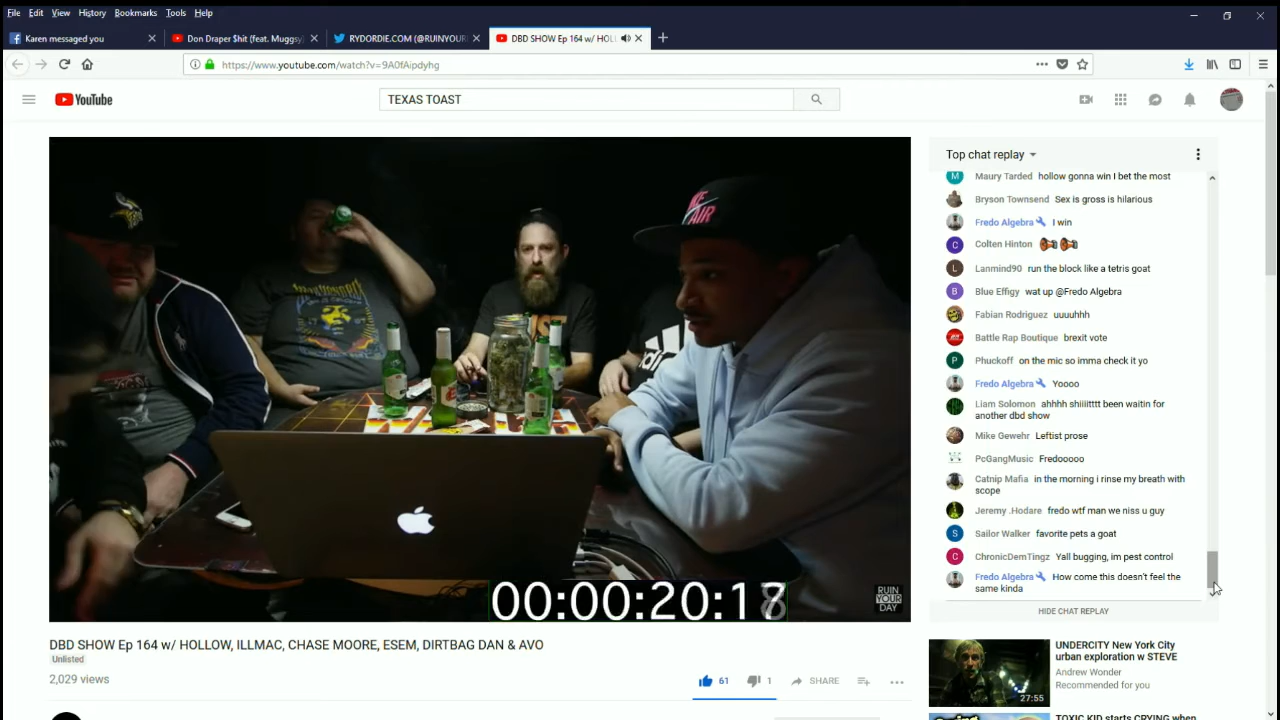 File Edit View History Bookmarks Tools Help
Karen messaged you
Don Draper $hit (feat. Muggsy)
RYDORDIE.COM (@RUINYOUR
DBD SHOW Ep 164 w/ HOL
https://www.youtube.com/watch?v=9A0fAipdyhg
YouTube
TEXAS TOAST
Top chat replay
Maury Tarded hollow gonna win I bet the most
Bryson Townsend Sex is gross is hilarious
Fredo Algebra I win
C Colten Hinton
L Lanmind90 run the block like a tetris goat
B Blue Effigy wat up @Fredo Algebra
Fabian Rodriguez uuuuhhh
Battle Rap Boutique brexit vote
P Phuckoff on the mic so imma check it yo
Fredo Algebra Yoooo
Liam Solomon ahhhh shiiitttt been waitin for
another dbd show
Mike Gewehr Leftist prose
PcGangMusic Fredooooo
Catnip Mafia in the morning i rinse my breath with
scope
Jeremy .Hodare fredo wtf man we niss u guy
S Sailor Walker favorite pets a goat
C ChronicDemTingz Yall bugging, im pest control
Fredo Algebra How come this doesn't feel the
same kinda
HIDE CHAT REPLAY
AIR
00:00:20:17
RUIN
YOUR
DAY
DBD SHOW Ep 164 w/ HOLLOW, ILLMAC, CHASE MOORE, ESEM, DIRTBAG DAN & AVO
Unlisted
2,029 views
61
1
SHARE
UNDERCITY New York City
urban exploration w STEVE
Andrew Wonder
Recommended for you
27:55
TOXIC KID starts CRYING when